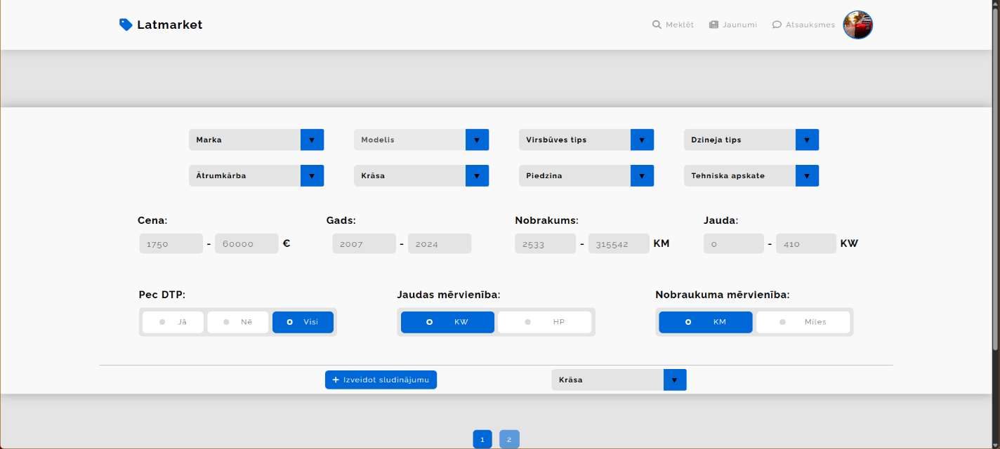 Latmarket
Meklēt Jaunumi Atsauksmes
Marka Modelis Virsbūves tips Dzineja tips
Ātrumkārba Krāsa Piedzina Tehniska apskate
Cena: Gads: Nobrakums: Jauda:
1750 - 60000 € 2007 - 2024 2533 - 315542 KM 0 - 410 KW
Pec DTP: Jaudas mērvienība: Nobraukuma mērvienība:
Jā Nē Visi KW HP KM Miles
+ Izveidot sludinājumu Krāsa
1 2